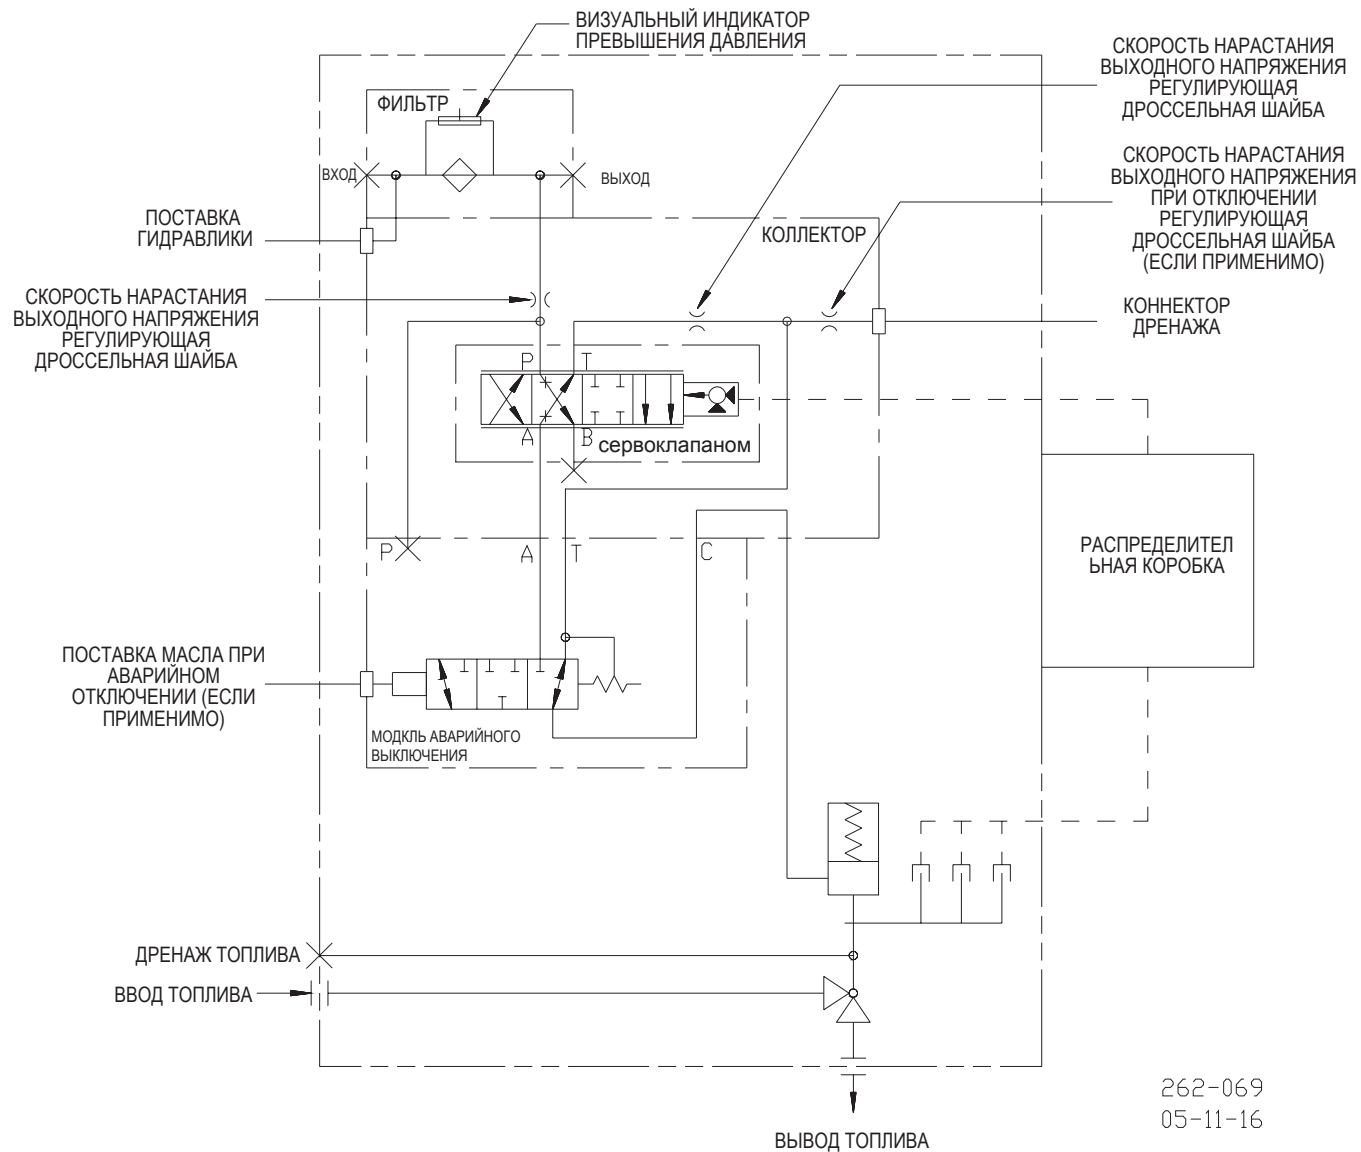 ВИЗУАЛЬНЫЙ ИНДИКАТОР
ПРЕВЫШЕНИЯ ДАВЛЕНИЯ
СКОРОСТЬ НАРАСТАНИЯ
ВЫХОДНОГО НАПРЯЖЕНИЯ
РЕГУЛИРУЮЩАЯ
ДРОССЕЛЬНАЯ ШАЙБА
ФИЛЬТР
ВХОД
ВЫХОД
СКОРОСТЬ НАРАСТАНИЯ
ВЫХОДНОГО НАПРЯЖЕНИЯ
ПРИ ОТКЛЮЧЕНИИ
РЕГУЛИРУЮЩАЯ
ДРОССЕЛЬНАЯ ШАЙБА
(ЕСЛИ ПРИМЕНИМО)
ПОСТАВКА
ГИДРАВЛИКИ
КОЛЛЕКТОР
СКОРОСТЬ НАРАСТАНИЯ
ВЫХОДНОГО НАПРЯЖЕНИЯ
РЕГУЛИРУЮЩАЯ
ДРОССЕЛЬНАЯ ШАЙБА
КОННЕКТОР
ДРЕНАЖА
P T
A B
сервоклапаном
P A T C
РАСПРЕДЕЛИТЕЛ
ЬНАЯ КОРОБКА
ПОСТАВКА МАСЛА ПРИ
АВАРИЙНОМ
ОТКЛЮЧЕНИИ (ЕСЛИ
ПРИМЕНИМО)
МОДКЛЬ АВАРИЙНОГО
ВЫКЛЮЧЕНИЯ
ДРЕНАЖ ТОПЛИВА
ВВОД ТОПЛИВА
ВЫВОД ТОПЛИВА
262-069
05-11-16